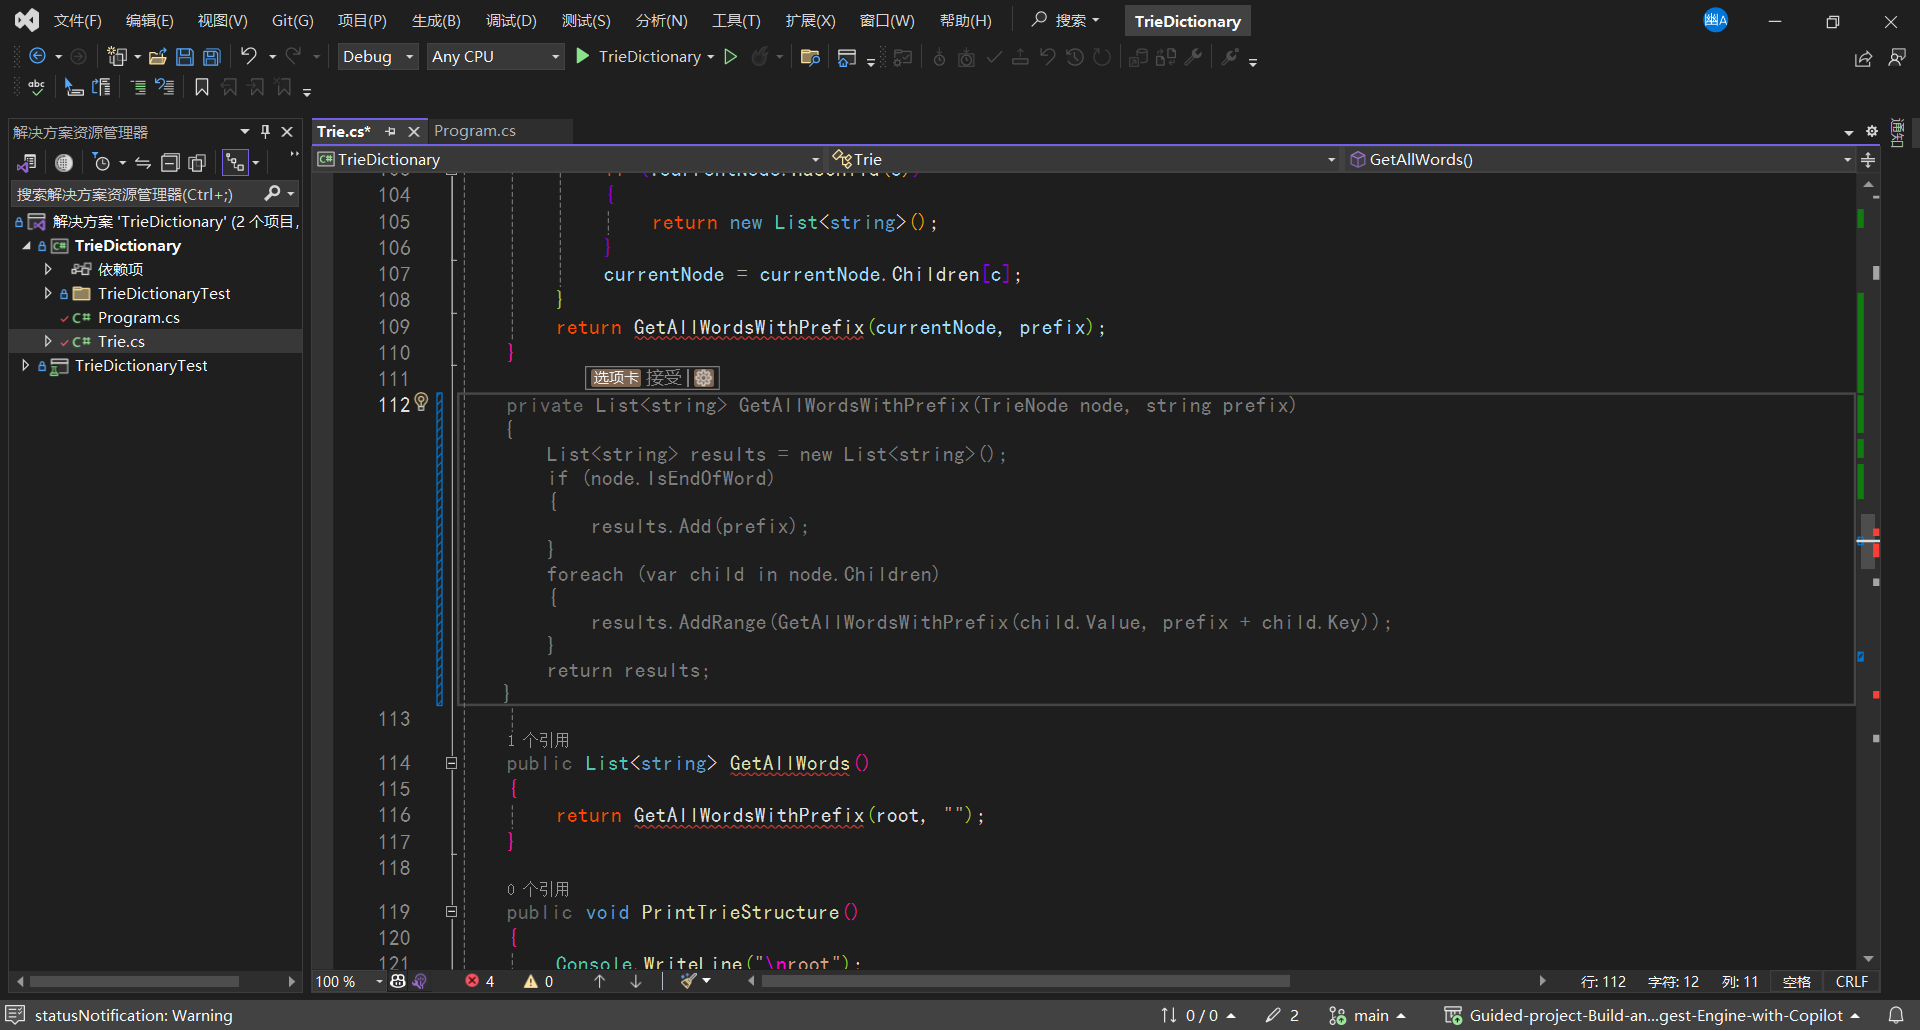 文件(F) 编辑(E) 视图(V) Git(G) 项目(P) 生成(B) 调试(D) 测试(S) 分析(N) 工具(T) 扩展(X) 窗口(W) 帮助(H) 搜索 TrieDictionary 幽A
Debug Any CPU TrieDictionary
abc
解决方案资源管理器
搜索解决方案资源管理器(Ctrl+;)
解决方案 'TrieDictionary' (2 个项目,
TrieDictionary
依赖项
TrieDictionaryTest
C# Program.cs
C# Trie.cs
TrieDictionaryTest
Trie.cs* Program.cs
通知
C# TrieDictionary Trie GetAllWords()
104 {
105 return new List<string>();
106 }
107 currentNode = currentNode.Children[c];
108 }
109 return GetAllWordsWithPrefix(currentNode, prefix);
110 }
111 选项卡 接受
112 private List<string> GetAllWordsWithPrefix(TrieNode node, string prefix)
{
List<string> results = new List<string>();
if (node.IsEndOfWord)
{
results.Add(prefix);
}
foreach (var child in node.Children)
{
results.AddRange(GetAllWordsWithPrefix(child.Value, prefix + child.Key));
}
return results;
}
113
1 个引用
114 public List<string> GetAllWords()
115 {
116 return GetAllWordsWithPrefix(root, "");
117 }
118
0 个引用
119 public void PrintTrieStructure()
120 {
121 Console.WriteLine("\nroot");
100 % 4 0 行: 112 字符: 12 列: 11 空格 CRLF
statusNotification: Warning 0 / 0 2 main Guided-project-Build-an...gest-Engine-with-Copilot